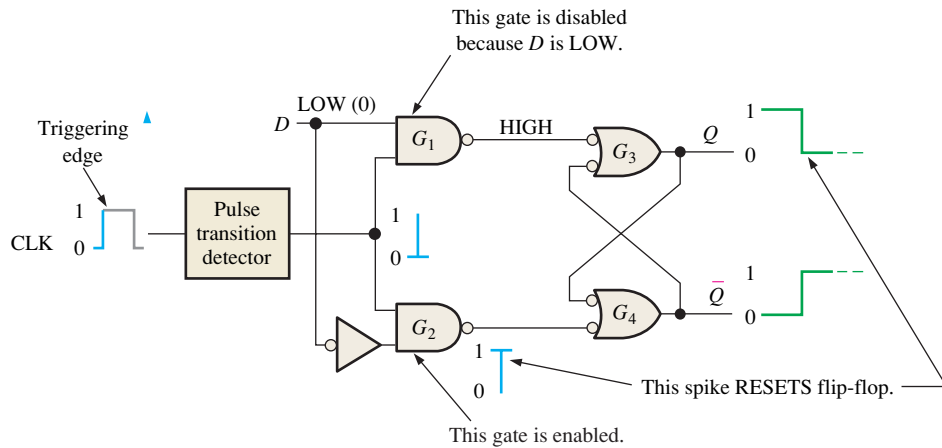 This gate is disabled
because D is LOW.
LOW (0)
D
Triggering
edge
G1
HIGH
G3
Q
1
0
1
0
CLK
Pulse
transition
detector
1
0
G2
G4
Q̅
1
0
1
0
This spike RESETS flip-flop.
This gate is enabled.